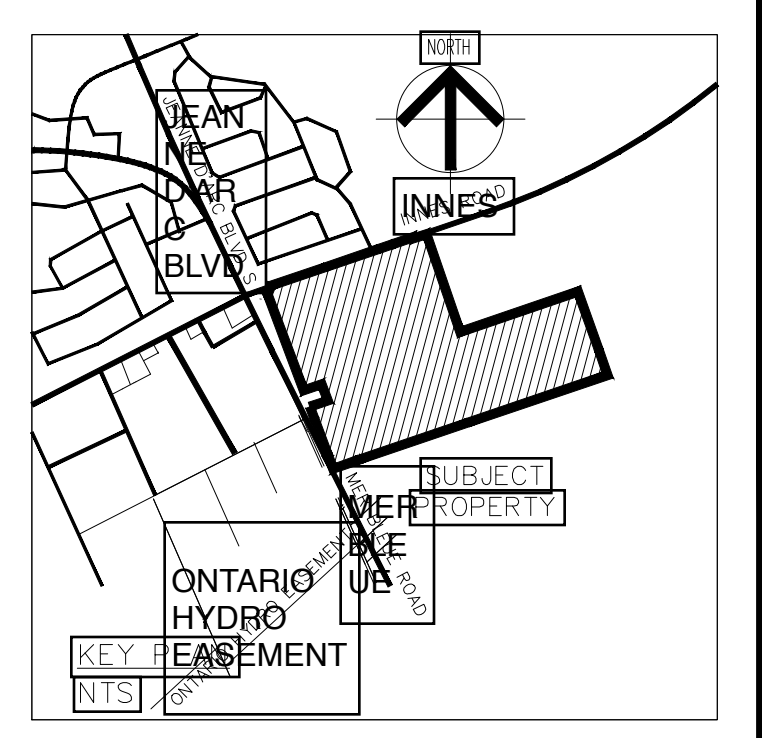 NORTH
JEANNE D'ARC BLVD S
JEAN
NE
D'AR
C
BLVD
INNES ROAD
INNES
SUBJECT
PROPERTY
MER BLEUE ROAD
MER
BLE
UE
ONTARIO HYDRO EASEMENT
ONTARIO
HYDRO
EASEMENT
KEY PLAN
NTS